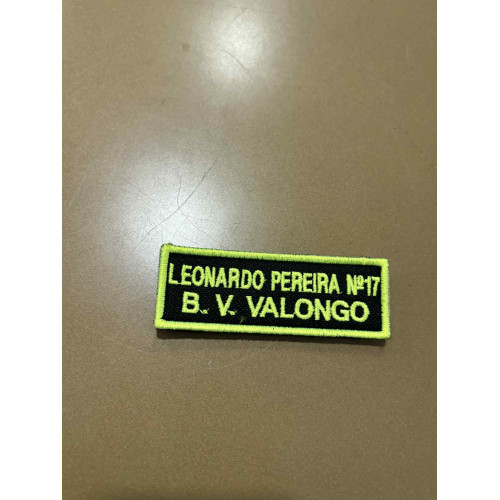 LEONARDO PEREIRA Nº17
B. V. VALONGO